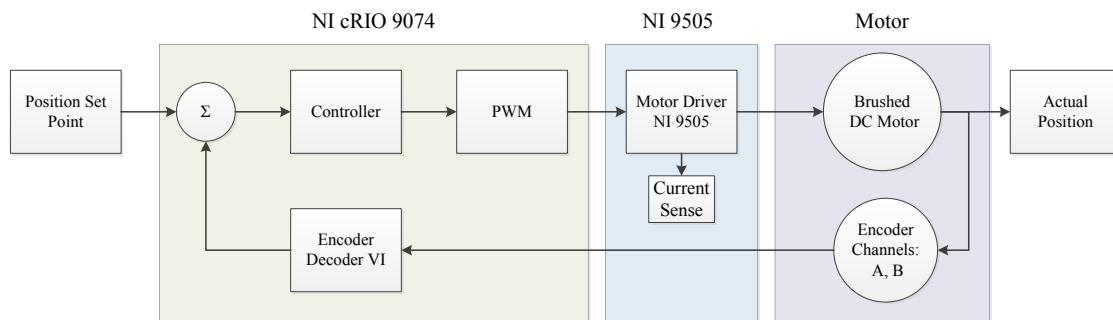 NI cRIO 9074
NI 9505
Motor
Position Set
Point
Σ
Controller
PWM
Motor Driver
NI 9505
Brushed
DC Motor
Actual
Position
Current
Sense
Encoder
Decoder VI
Encoder
Channels:
A, B